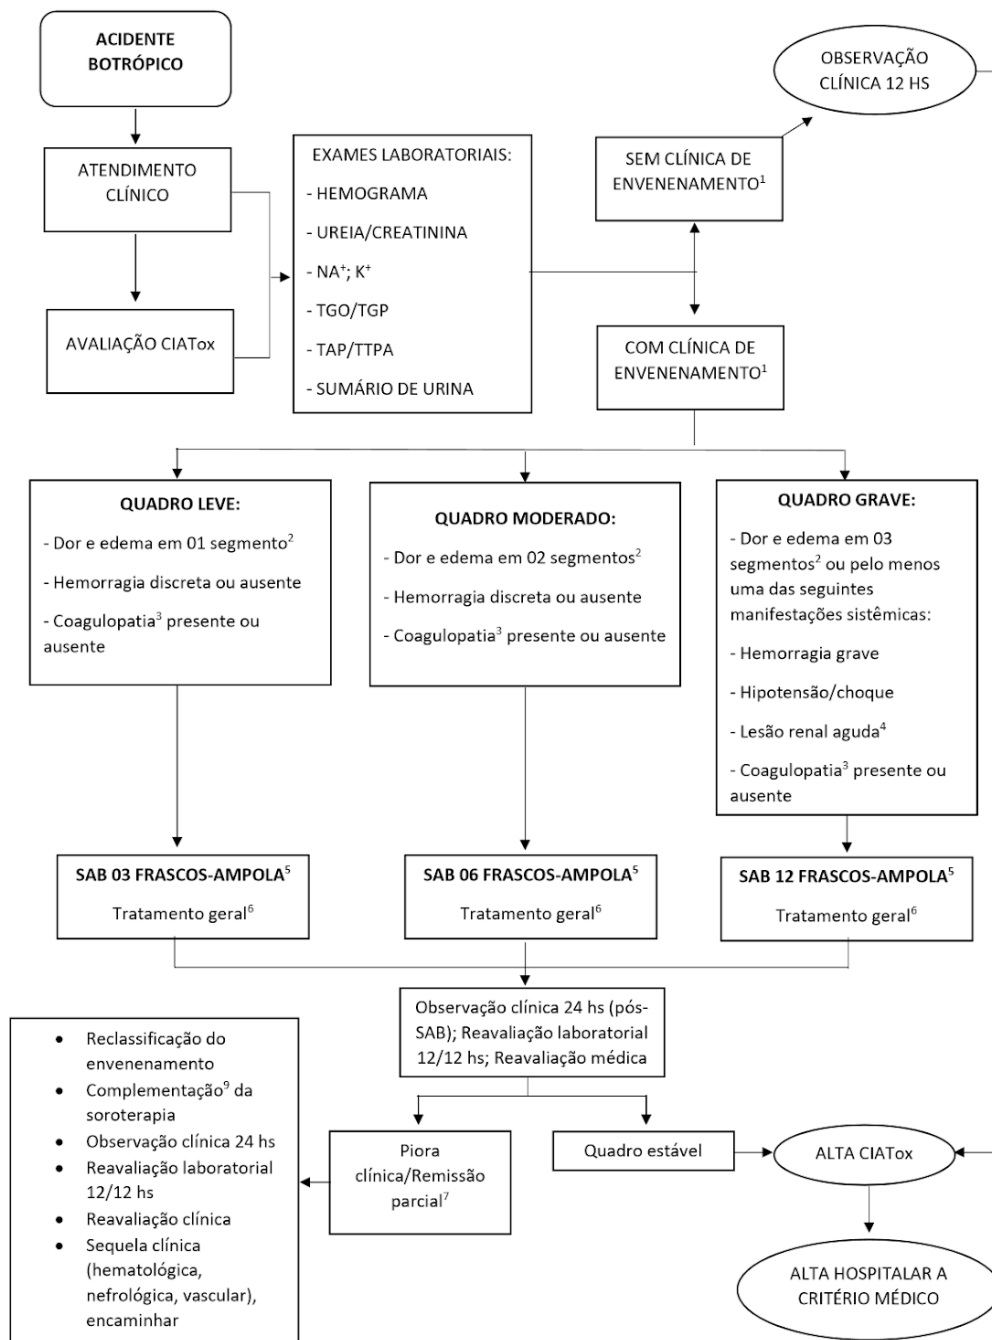 ACIDENTE
BOTRÓPICO
OBSERVAÇÃO
CLÍNICA 12 HS
ATENDIMENTO
CLÍNICO
AVALIAÇÃO CIATox
EXAMES LABORATORIAIS:
- HEMOGRAMA
- UREIA/CREATININA
- NA⁺; K⁺
- TGO/TGP
- TAP/TTPA
- SUMÁRIO DE URINA
SEM CLÍNICA DE
ENVENENAMENTO¹
COM CLÍNICA DE
ENVENENAMENTO¹
QUADRO LEVE:
- Dor e edema em 01 segmento²
- Hemorragia discreta ou ausente
- Coagulopatia³ presente ou
ausente
QUADRO MODERADO:
- Dor e edema em 02 segmentos²
- Hemorragia discreta ou ausente
- Coagulopatia³ presente ou ausente
QUADRO GRAVE:
- Dor e edema em 03
segmentos² ou pelo menos
uma das seguintes
manifestações sistêmicas:
- Hemorragia grave
- Hipotensão/choque
- Lesão renal aguda⁴
- Coagulopatia³ presente ou
ausente
SAB 03 FRASCOS-AMPOLA⁵
Tratamento geral⁶
SAB 06 FRASCOS-AMPOLA⁵
Tratamento geral⁶
SAB 12 FRASCOS-AMPOLA⁵
Tratamento geral⁶
Observação clínica 24 hs (pós-
SAB); Reavaliação laboratorial
12/12 hs; Reavaliação médica
• Reclassificação do
envenenamento
• Complementação⁹ da
soroterapia
• Observação clínica 24 hs
• Reavaliação laboratorial
12/12 hs
• Reavaliação clínica
• Sequela clínica
(hematológica,
nefrológica, vascular),
encaminhar
Piora
clínica/Remissão
parcial⁷
Quadro estável
ALTA CIATox
ALTA HOSPITALAR A
CRITÉRIO MÉDICO